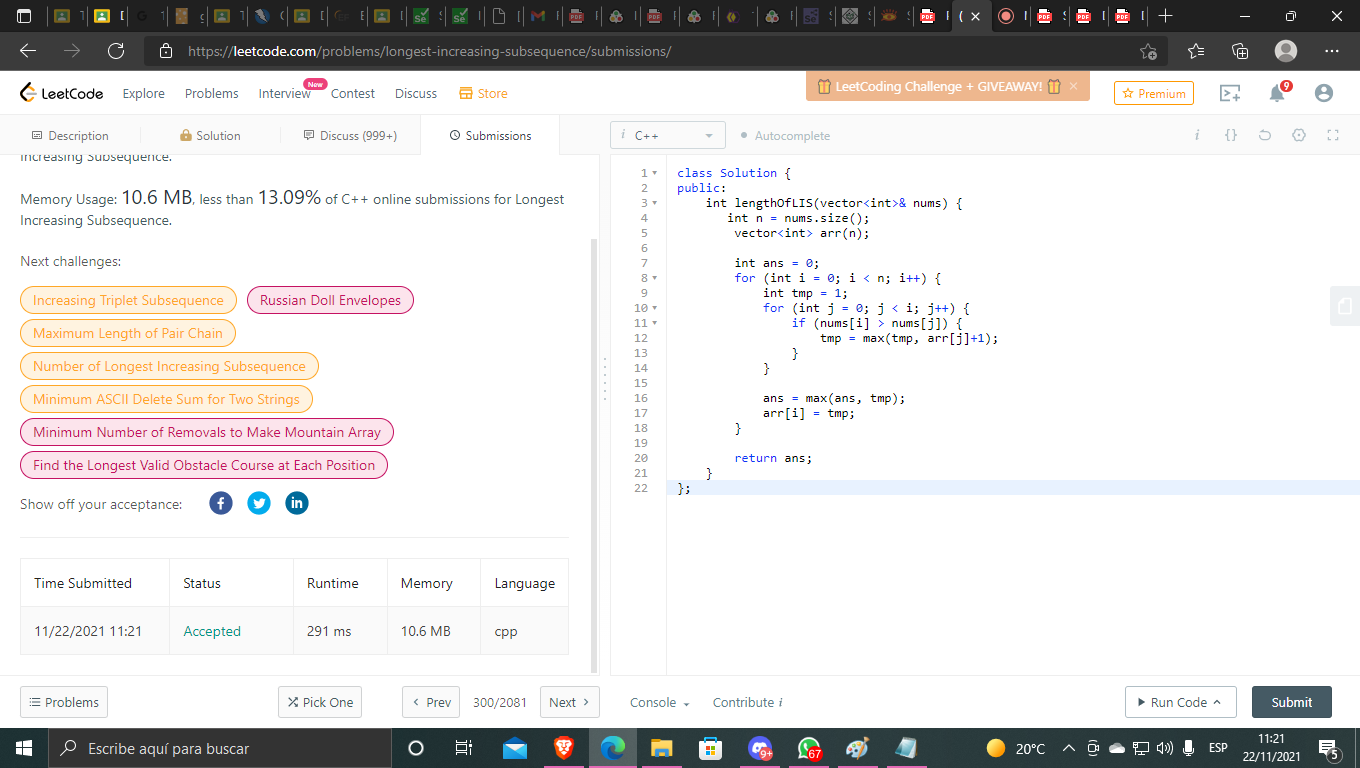 https://leetcode.com/problems/longest-increasing-subsequence/submissions/
LeetCode
Explore
Problems
Interview
New
Contest
Discuss
Store
LeetCoding Challenge + GIVEAWAY!
Premium
9
Description
Solution
Discuss (999+)
Submissions
i C++
Autocomplete
Increasing Subsequence.
Memory Usage: 10.6 MB, less than 13.09% of C++ online submissions for Longest
Increasing Subsequence.
Next challenges:
Increasing Triplet Subsequence
Russian Doll Envelopes
Maximum Length of Pair Chain
Number of Longest Increasing Subsequence
Minimum ASCII Delete Sum for Two Strings
Minimum Number of Removals to Make Mountain Array
Find the Longest Valid Obstacle Course at Each Position
Show off your acceptance:
Time Submitted Status Runtime Memory Language
11/22/2021 11:21 Accepted 291 ms 10.6 MB cpp
1 class Solution {
2 public:
3 int lengthOfLIS(vector<int>& nums) {
4 int n = nums.size();
5 vector<int> arr(n);
6
7 int ans = 0;
8 for (int i = 0; i < n; i++) {
9 int tmp = 1;
10 for (int j = 0; j < i; j++) {
11 if (nums[i] > nums[j]) {
12 tmp = max(tmp, arr[j]+1);
13 }
14 }
15
16 ans = max(ans, tmp);
17 arr[i] = tmp;
18 }
19
20 return ans;
21 }
22 };
Problems
Pick One
Prev
300/2081
Next
Console
Contribute i
Run Code
Submit
Escribe aquí para buscar
9+
67
20°C
ESP
11:21
22/11/2021
5